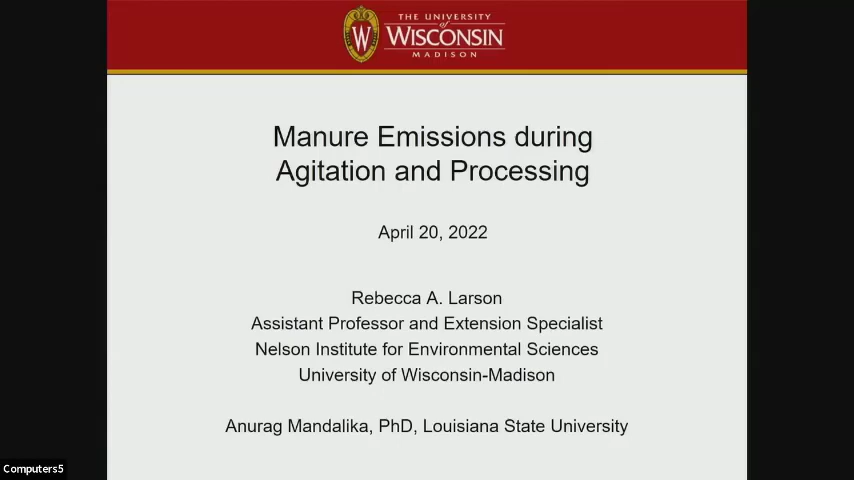 THE UNIVERSITY
of
WISCONSIN
MADISON
W
Manure Emissions during
Agitation and Processing
April 20, 2022
Rebecca A. Larson
Assistant Professor and Extension Specialist
Nelson Institute for Environmental Sciences
University of Wisconsin-Madison
Anurag Mandalika, PhD, Louisiana State University
Computers5